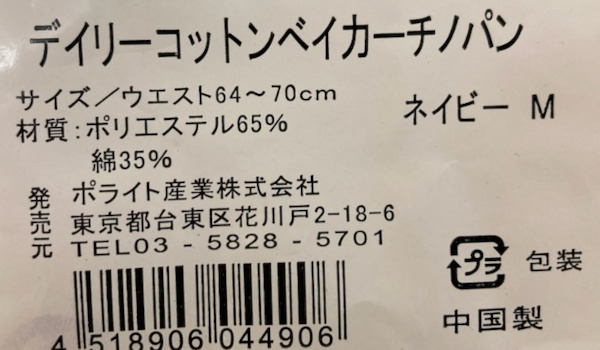 デイリーコットンベイカーチノパン
サイズ／ウエスト64～70cm
ネイビー M
材質：ポリエステル65%
綿35%
発売元
ポライト産業株式会社
東京都台東区花川戸2-18-6
TEL03 - 5828 - 5701
プラ 包装
中国製
4 518906 044906